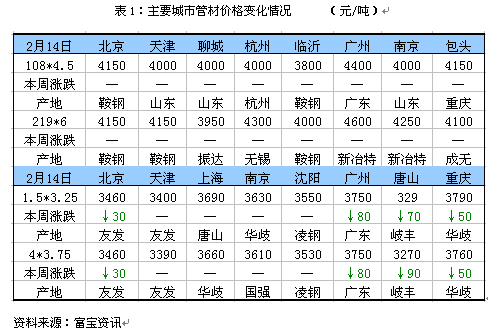 表1:主要城市管材价格变化情况 (元/吨)
2月14日 北京 天津 聊城 杭州 临沂 广州 南京 包头
108*4.5 4150 4000 4000 4000 3800 4400 4000 4150
本周涨跌 — — — — — — — —
产地 鞍钢 山东 山东 杭州 鞍钢 广东 山东 重庆
219*6 4150 4150 3950 4300 4000 4600 4250 4100
本周涨跌 — — — — — — — —
产地 鞍钢 鞍钢 振达 无锡 鞍钢 新冶特 新冶特 成无
2月14日 北京 天津 上海 南京 沈阳 广州 唐山 重庆
1.5*3.25 3460 3400 3690 3630 3550 3750 329 3790
本周涨跌 ↓30 — — — — ↓80 ↓70 ↓50
产地 友发 友发 唐山 华歧 凌钢 广东 岐丰 华歧
4*3.75 3460 3390 3660 3610 3530 3750 3270 3760
本周涨跌 ↓30 — — — — ↓80 ↓90 ↓50
产地 友发 友发 华歧 国强 凌钢 广东 岐丰 华歧
资料来源:富宝资讯